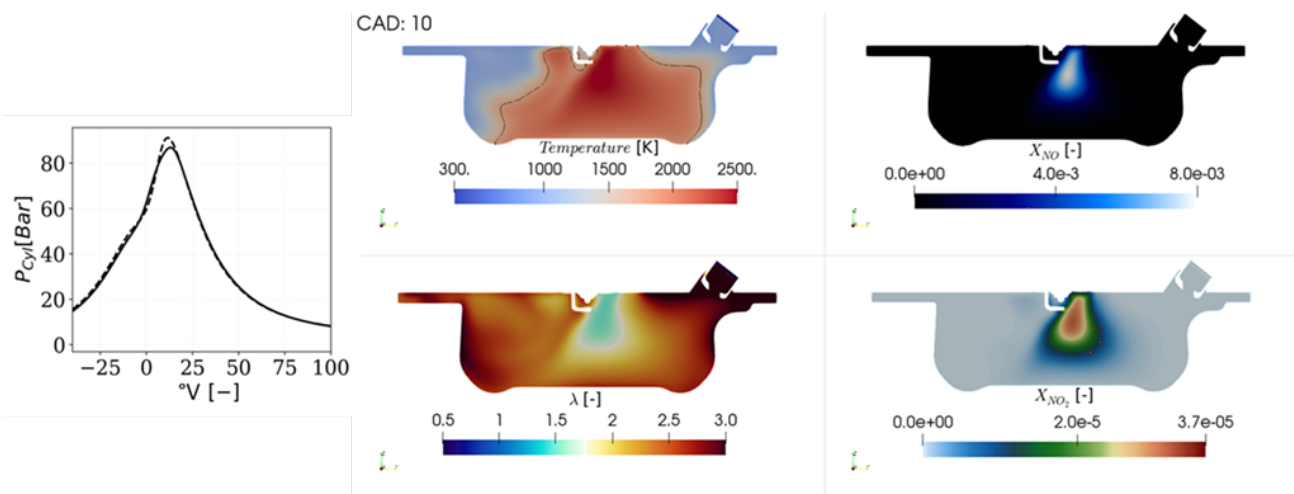 CAD: 10
Temperature [K]
300. 1000 1500 2000 2500.
X_NO [-]
0.0e+00 4.0e-3 8.0e-03
P_Cyl[Bar]
80
60
40
20
0
−25 0 25 50 75 100
°V [−]
λ [-]
0.5 1 1.5 2 2.5 3.0
X_NO₂ [-]
0.0e+00 2.0e-5 3.7e-05